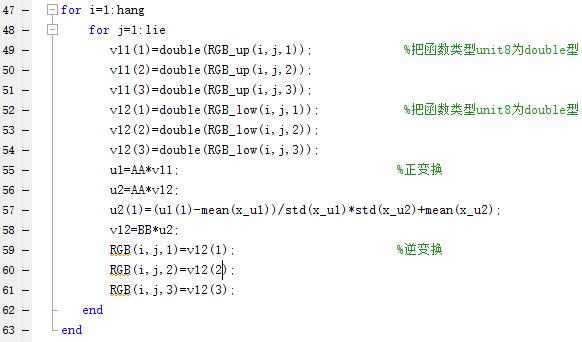 47 - for i=1:hang
48 - for j=1:lie
49 - v11(1)=double(RGB_up(i,j,1)); %把函数类型unit8为double型
50 - v11(2)=double(RGB_up(i,j,2));
51 - v11(3)=double(RGB_up(i,j,3));
52 - v12(1)=double(RGB_low(i,j,1)); %把函数类型unit8为double型
53 - v12(2)=double(RGB_low(i,j,2));
54 - v12(3)=double(RGB_low(i,j,3));
55 - u1=AA*v11; %正变换
56 - u2=AA*v12;
57 - u2(1)=(u1(1)-mean(x_u1))/std(x_u1)*std(x_u2)+mean(x_u2);
58 - v12=BB*u2;
59 - RGB(i,j,1)=v12(1); %逆变换
60 - RGB(i,j,2)=v12(2);
61 - RGB(i,j,3)=v12(3);
62 - end
63 - end